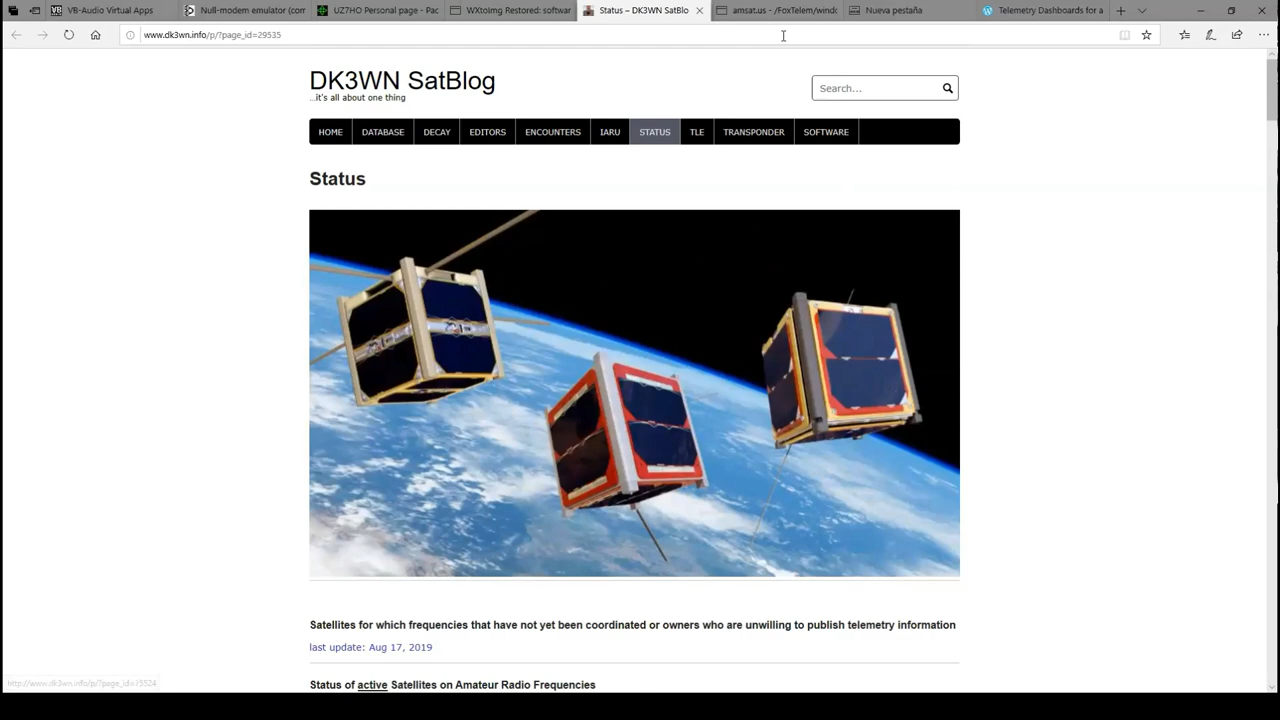 VB-Audio Virtual Apps
Null-modem emulator (com
UZ7HO Personal page - Pac
WXtoImg Restored: softwar
Status – DK3WN SatBlo
amsat.us - /FoxTelem/windo
Nueva pestaña
Telemetry Dashboards for a
www.dk3wn.info/p/?page_id=29535
DK3WN SatBlog
...it's all about one thing
Search...
HOME
DATABASE
DECAY
EDITORS
ENCOUNTERS
IARU
STATUS
TLE
TRANSPONDER
SOFTWARE
Status
Satellites for which frequencies that have not yet been coordinated or owners who are unwilling to publish telemetry information
last update: Aug 17, 2019
Status of active Satellites on Amateur Radio Frequencies